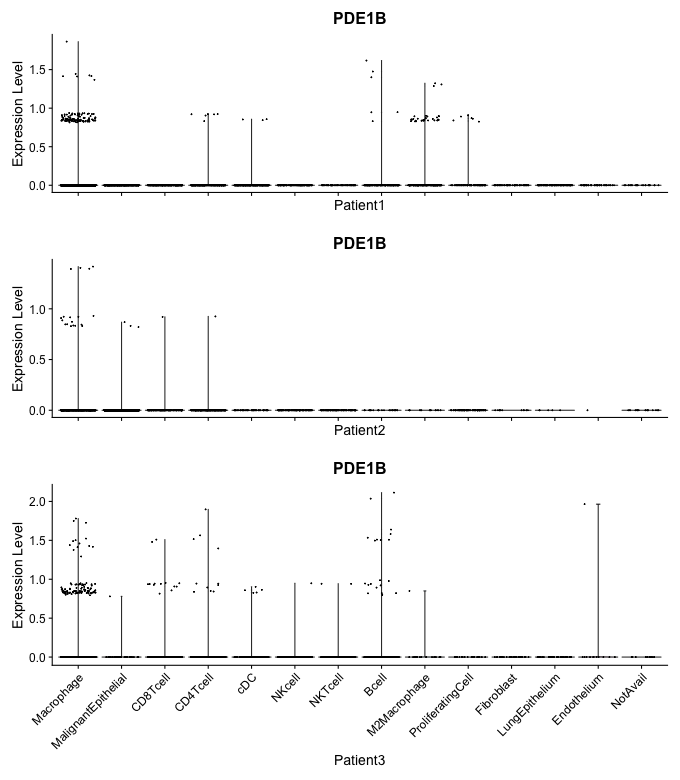 PDE1B
Expression Level
1.5
1.0
0.5
0.0
Patient1
PDE1B
Expression Level
1.0
0.5
0.0
Patient2
PDE1B
Expression Level
2.0
1.5
1.0
0.5
0.0
Macrophage
MalignantEpithelial
CD8Tcell
CD4Tcell
cDC
NKcell
NKTcell
Bcell
M2Macrophage
ProliferatingCell
Fibroblast
LungEpithelium
Endothelium
NotAvail
Patient3